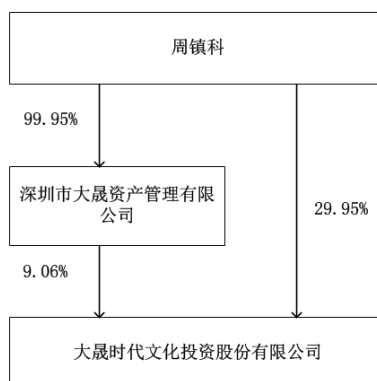 周镇科
99.95%
深圳市大晟资产管理有限
公司
29.95%
9.06%
大晟时代文化投资股份有限公司